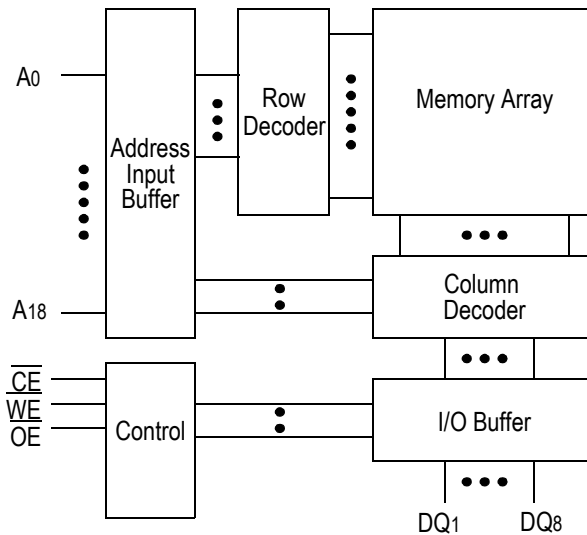 A0
A18
Address
Input
Buffer
Row
Decoder
Memory Array
Column
Decoder
CE
WE
OE
Control
I/O Buffer
DQ1
DQ8